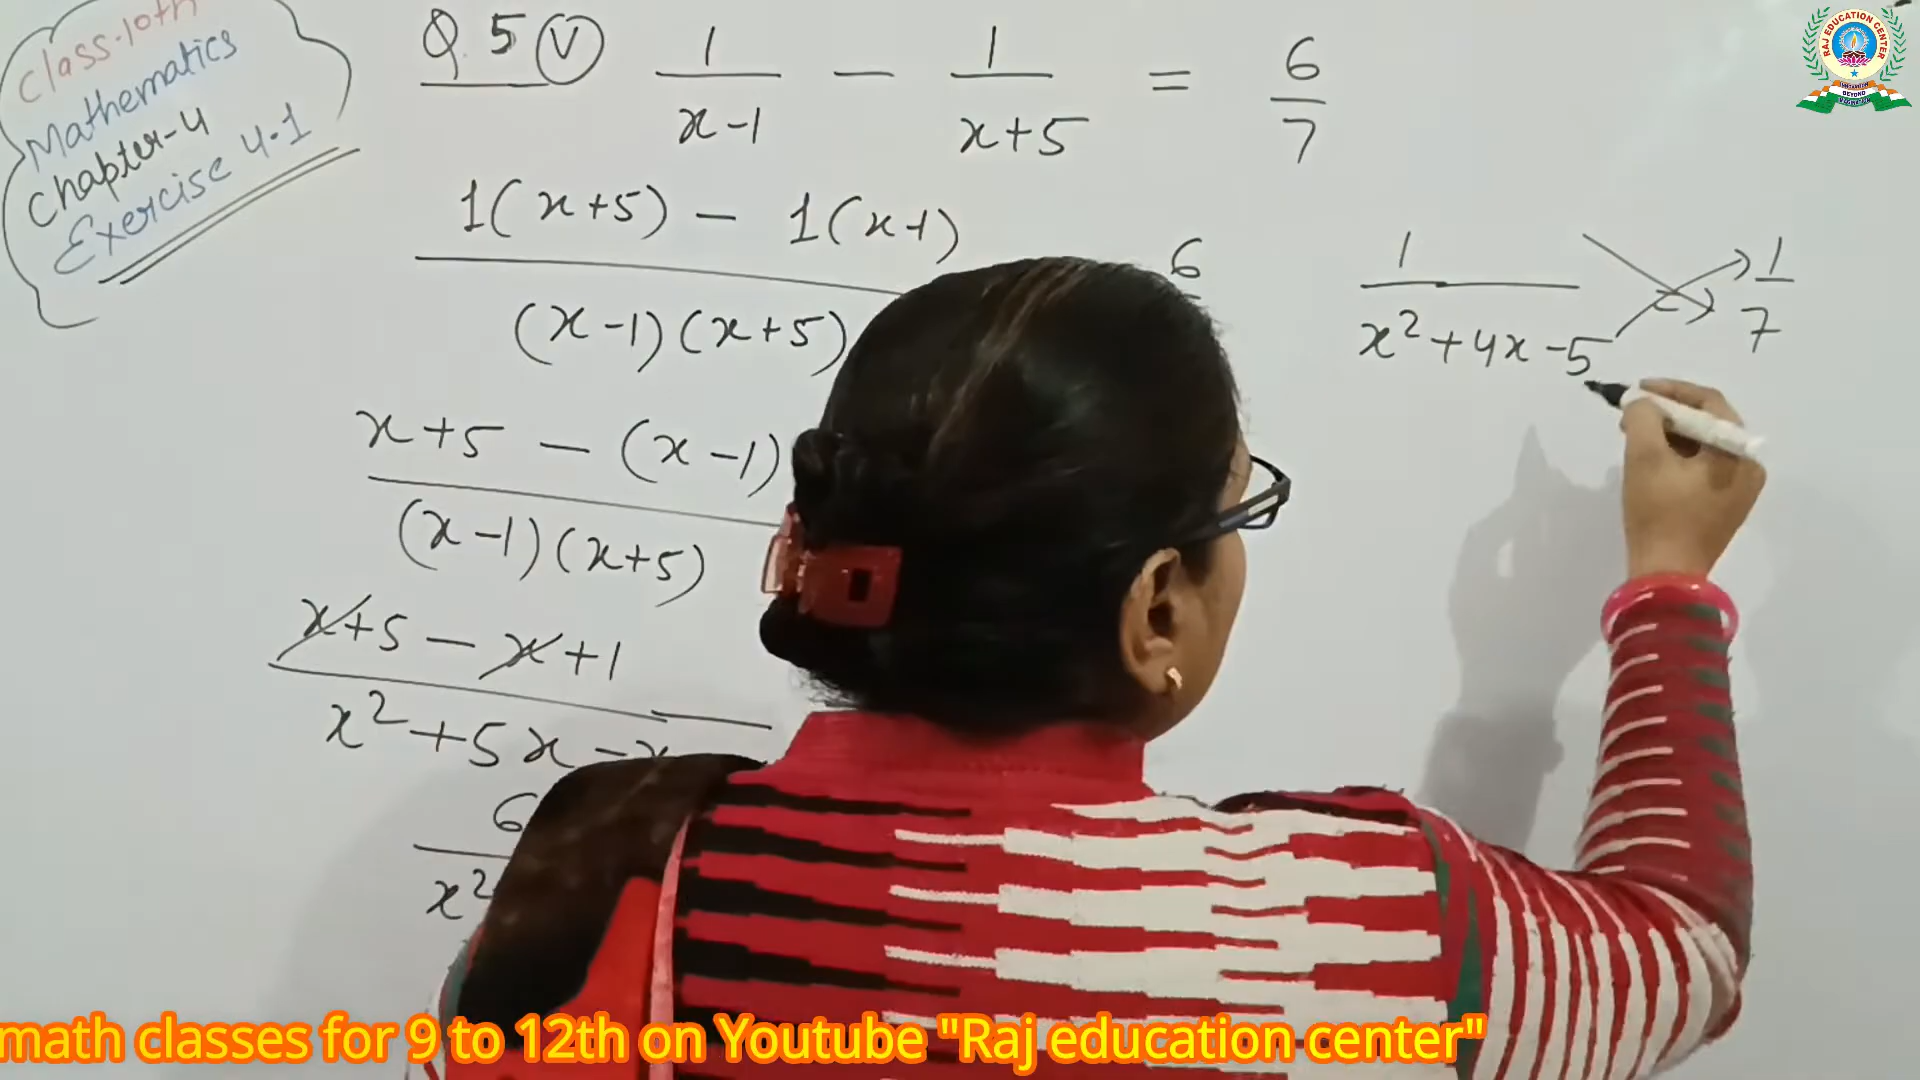 Class-10th
Mathematics
Chapter-4
Exercise 4.1
Q.5 (V) 1/(x-1) - 1/(x+5) = 6/7
1(x+5) - 1(x-1)
(x-1)(x+5)
6
x+5 - (x-1)
(x-1)(x+5)
x+5 - x+1
x²+5x-x
6
x²
1/(x²+4x-5) = 1/7
RAJ EDUCATION CENTER
math classes for 9 to 12th on Youtube "Raj education center"